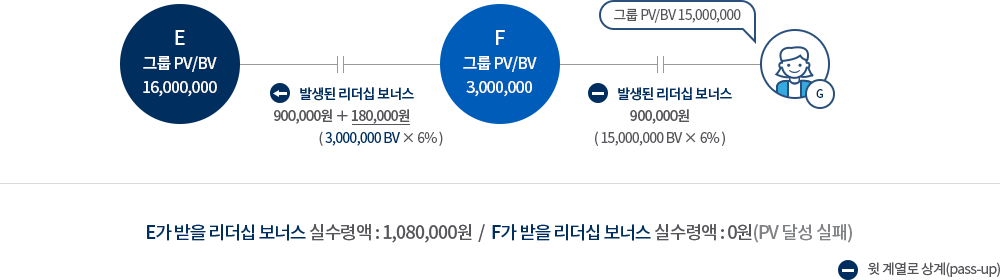 그룹 PV/BV 15,000,000
E
그룹 PV/BV
16,000,000
F
그룹 PV/BV
3,000,000
G
발생된 리더십 보너스
900,000원 + 180,000원
( 3,000,000 BV × 6% )
발생된 리더십 보너스
900,000원
( 15,000,000 BV × 6% )
E가 받을 리더십 보너스 실수령액 : 1,080,000원 / F가 받을 리더십 보너스 실수령액 : 0원(PV 달성 실패)
윗 계열로 상계(pass-up)